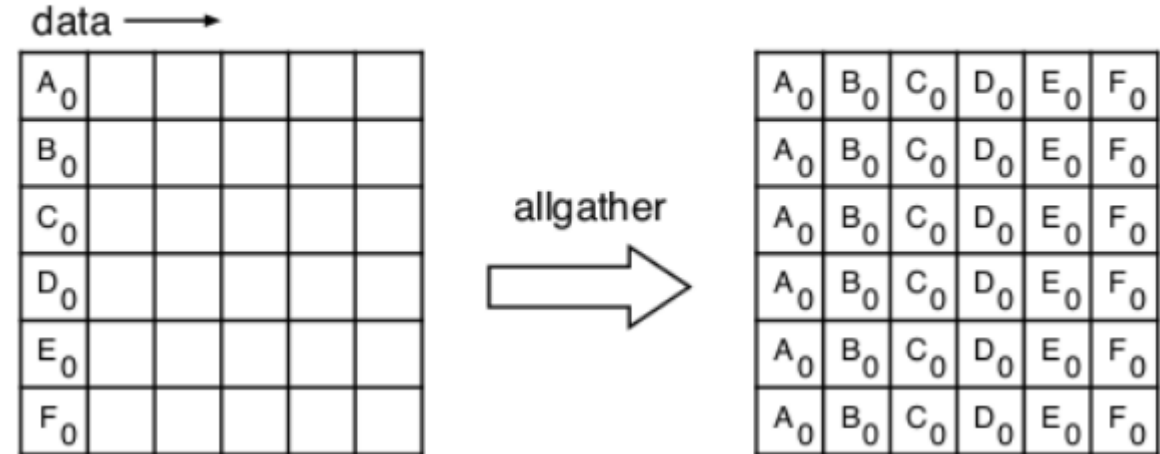 data
A0 A0 B0 C0 D0 E0 F0
B0 A0 B0 C0 D0 E0 F0
allgather
C0 A0 B0 C0 D0 E0 F0
D0 A0 B0 C0 D0 E0 F0
E0 A0 B0 C0 D0 E0 F0
F0 A0 B0 C0 D0 E0 F0